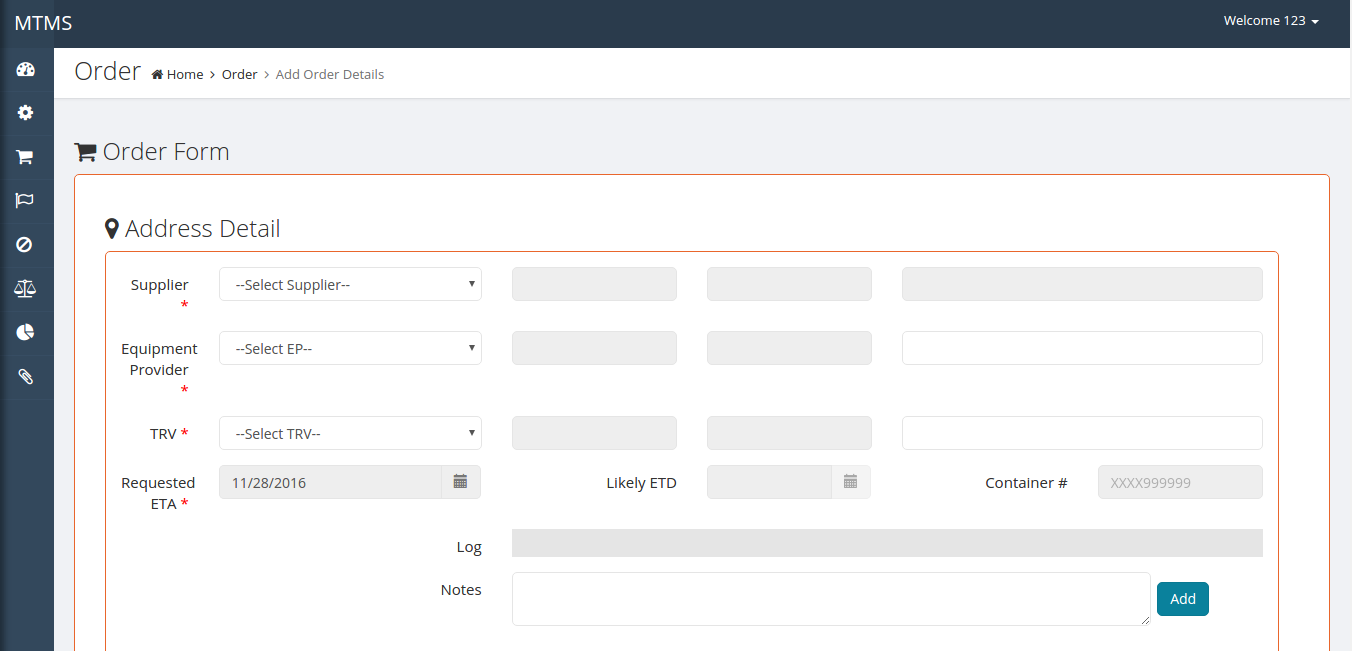 MTMS
Welcome 123
Order Home > Order > Add Order Details
Order Form
Address Detail
Supplier --Select Supplier--
*
Equipment --Select EP--
Provider
*
TRV * --Select TRV--
Requested 11/28/2016 Likely ETD Container # XXXX999999
ETA *
Log
Notes
Add